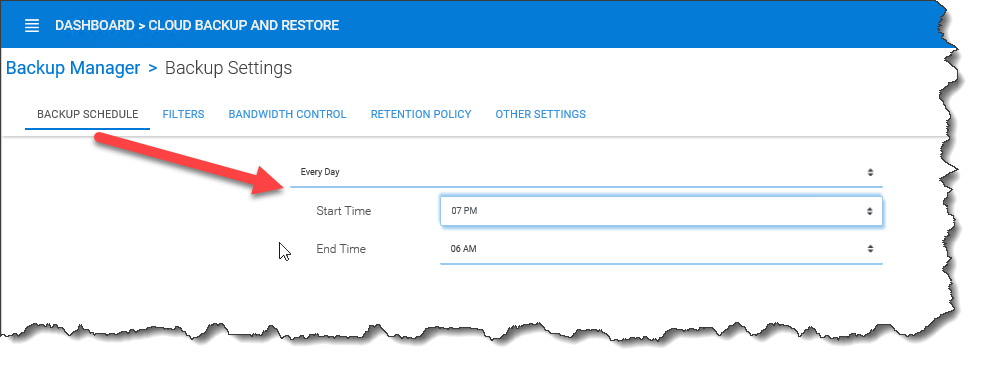 DASHBOARD > CLOUD BACKUP AND RESTORE
Backup Manager > Backup Settings
BACKUP SCHEDULE FILTERS BANDWIDTH CONTROL RETENTION POLICY OTHER SETTINGS
Every Day
Start Time 07 PM
End Time 06 AM